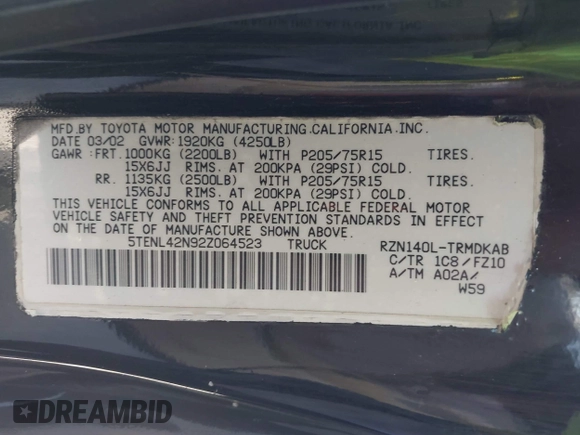 MFD.BY TOYOTA MOTOR MANUFACTURING.CALIFORNIA.INC.
DATE 03/02 GVWR:1920KG (4250LB)
GAWR:FRT.1000KG (2200LB) WITH P205/75R15 TIRES.
15X6JJ RIMS.AT 200KPA (29PSI) COLD.
RR. 1135KG (2500LB) WITH P205/75R15 TIRES.
15X6JJ RIMS.AT 200KPA (29PSI) COLD.
THIS VEHICLE CONFORMS TO ALL APPLICABLE FEDERAL MOTOR
VEHICLE SAFETY AND THEFT PREVENTION STANDARDS IN
EFFECT ON THE DATE OF MANUFACTURE SHOWN ABOVE.
5TENL42N92Z064523 TRUCK RZN140L-TRMDKAB
C/TR 1C8/FZ10
A/TM A02A/
W59
DREAMBID